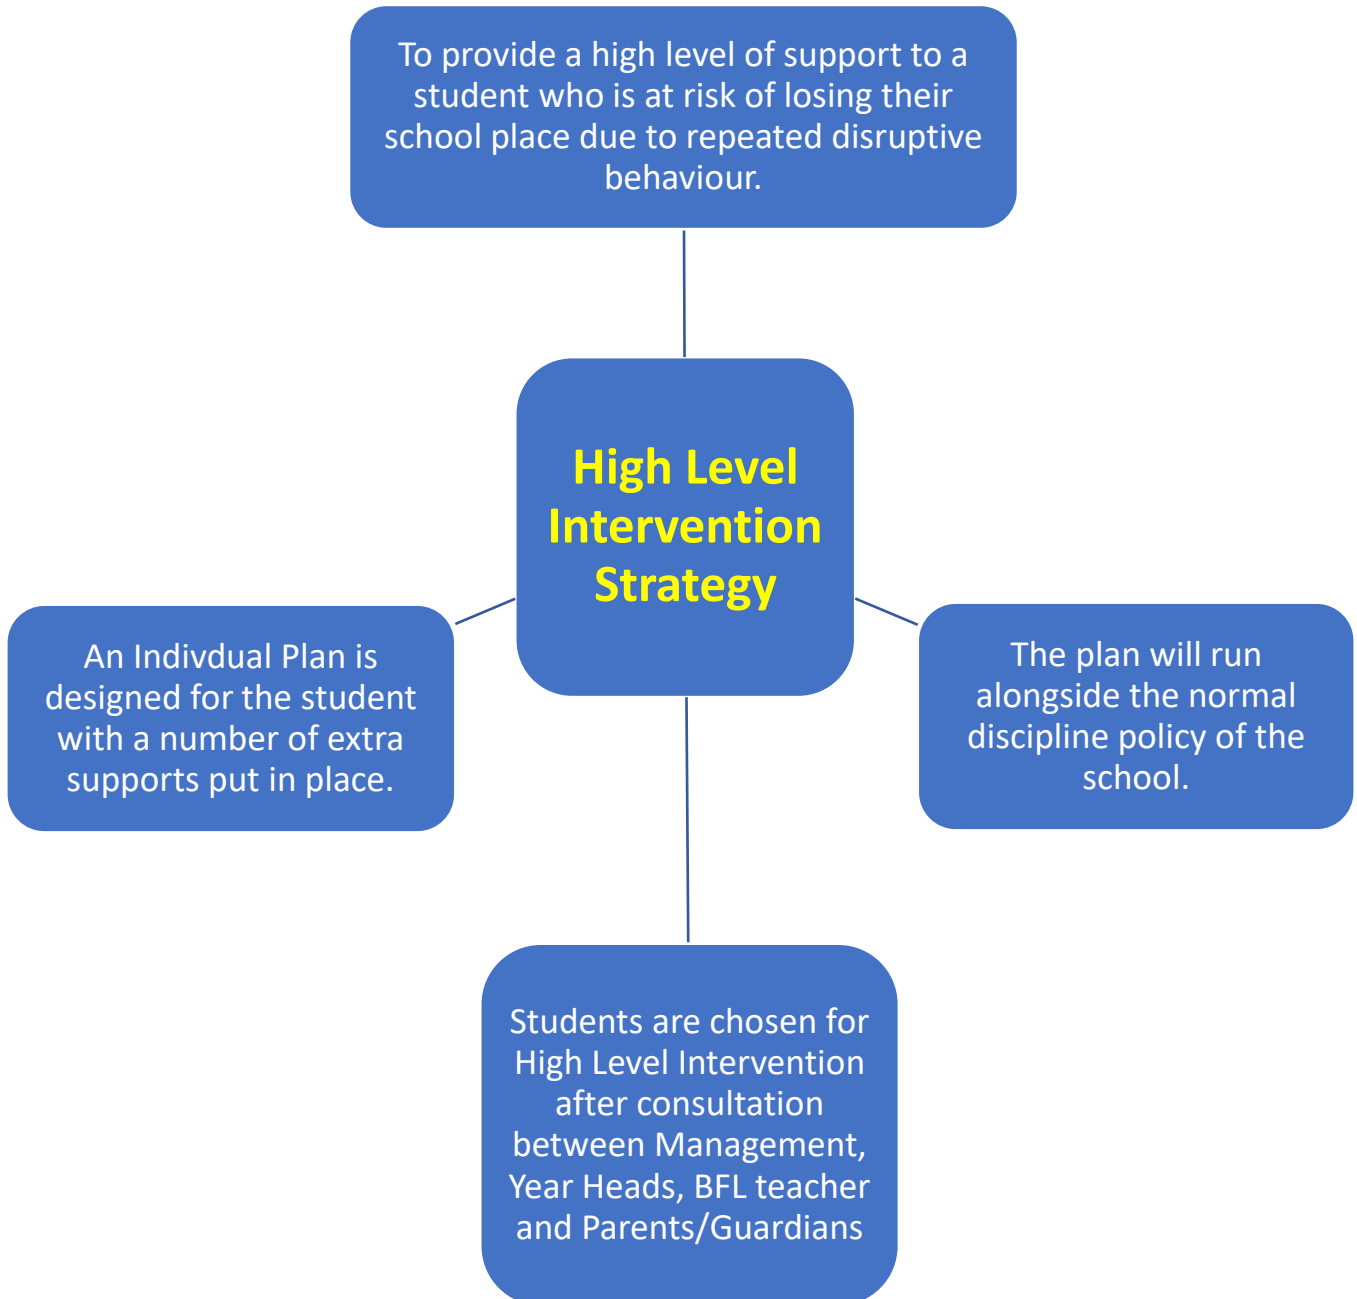 To provide a high level of support to a
student who is at risk of losing their
school place due to repeated disruptive
behaviour.
High Level
Intervention
Strategy
An Indivdual Plan is
designed for the student
with a number of extra
supports put in place.
The plan will run
alongside the normal
discipline policy of the
school.
Students are chosen for
High Level Intervention
after consultation
between Management,
Year Heads, BFL teacher
and Parents/Guardians